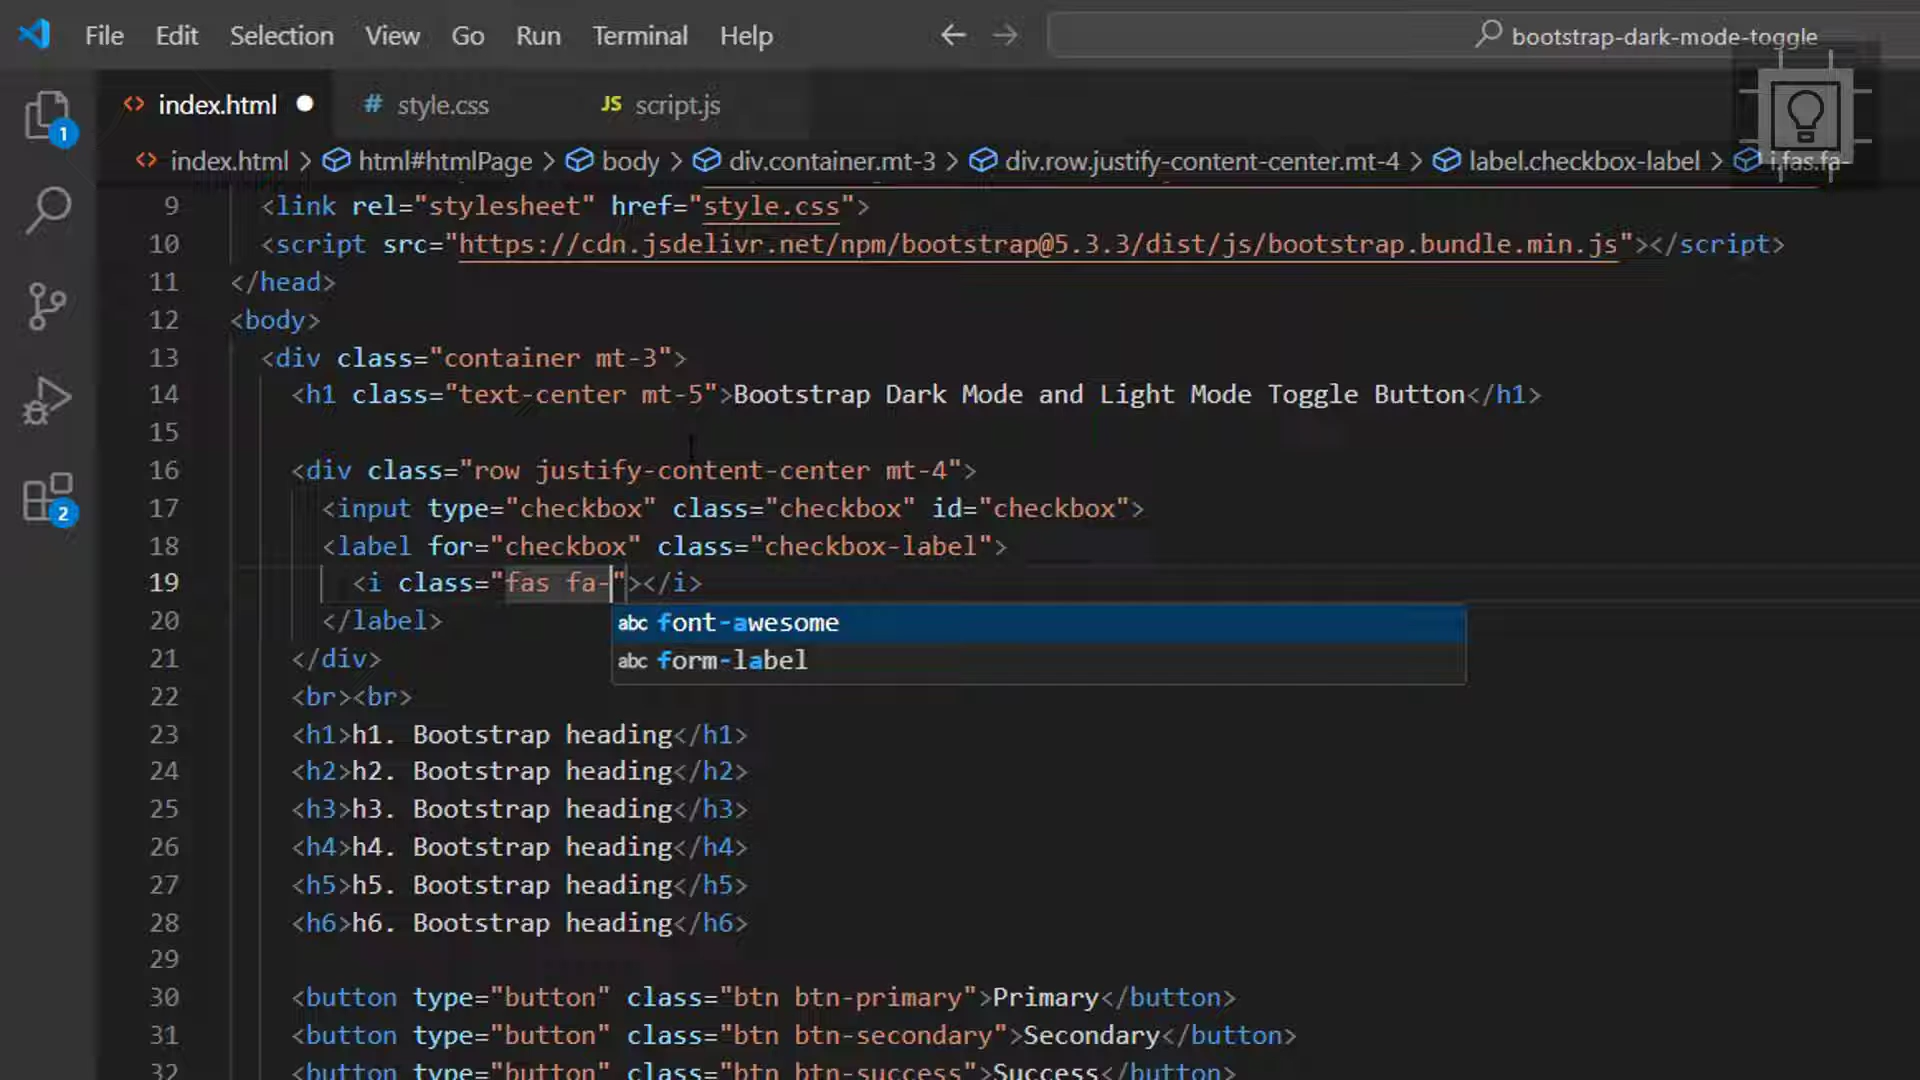 File Edit Selection View Go Run Terminal Help bootstrap-dark-mode-toggle
index.html # style.css JS script.js
index.html > html#htmlPage > body > div.container.mt-3 > div.row.justify-content-center.mt-4 > label.checkbox-label > i.fas.fa-
9 <link rel="stylesheet" href="style.css">
10 <script src="https://cdn.jsdelivr.net/npm/bootstrap@5.3.3/dist/js/bootstrap.bundle.min.js"></script>
11 </head>
12 <body>
13 <div class="container mt-3">
14 <h1 class="text-center mt-5">Bootstrap Dark Mode and Light Mode Toggle Button</h1>
15
16 <div class="row justify-content-center mt-4">
17 <input type="checkbox" class="checkbox" id="checkbox">
18 <label for="checkbox" class="checkbox-label">
19 <i class="fas fa-"></i>
20 </label>
abc font-awesome
abc form-label
21 </div>
22 <br><br>
23 <h1>h1. Bootstrap heading</h1>
24 <h2>h2. Bootstrap heading</h2>
25 <h3>h3. Bootstrap heading</h3>
26 <h4>h4. Bootstrap heading</h4>
27 <h5>h5. Bootstrap heading</h5>
28 <h6>h6. Bootstrap heading</h6>
29
30 <button type="button" class="btn btn-primary">Primary</button>
31 <button type="button" class="btn btn-secondary">Secondary</button>
32 <button type="button" class="btn btn-success">Success</button>
1
2